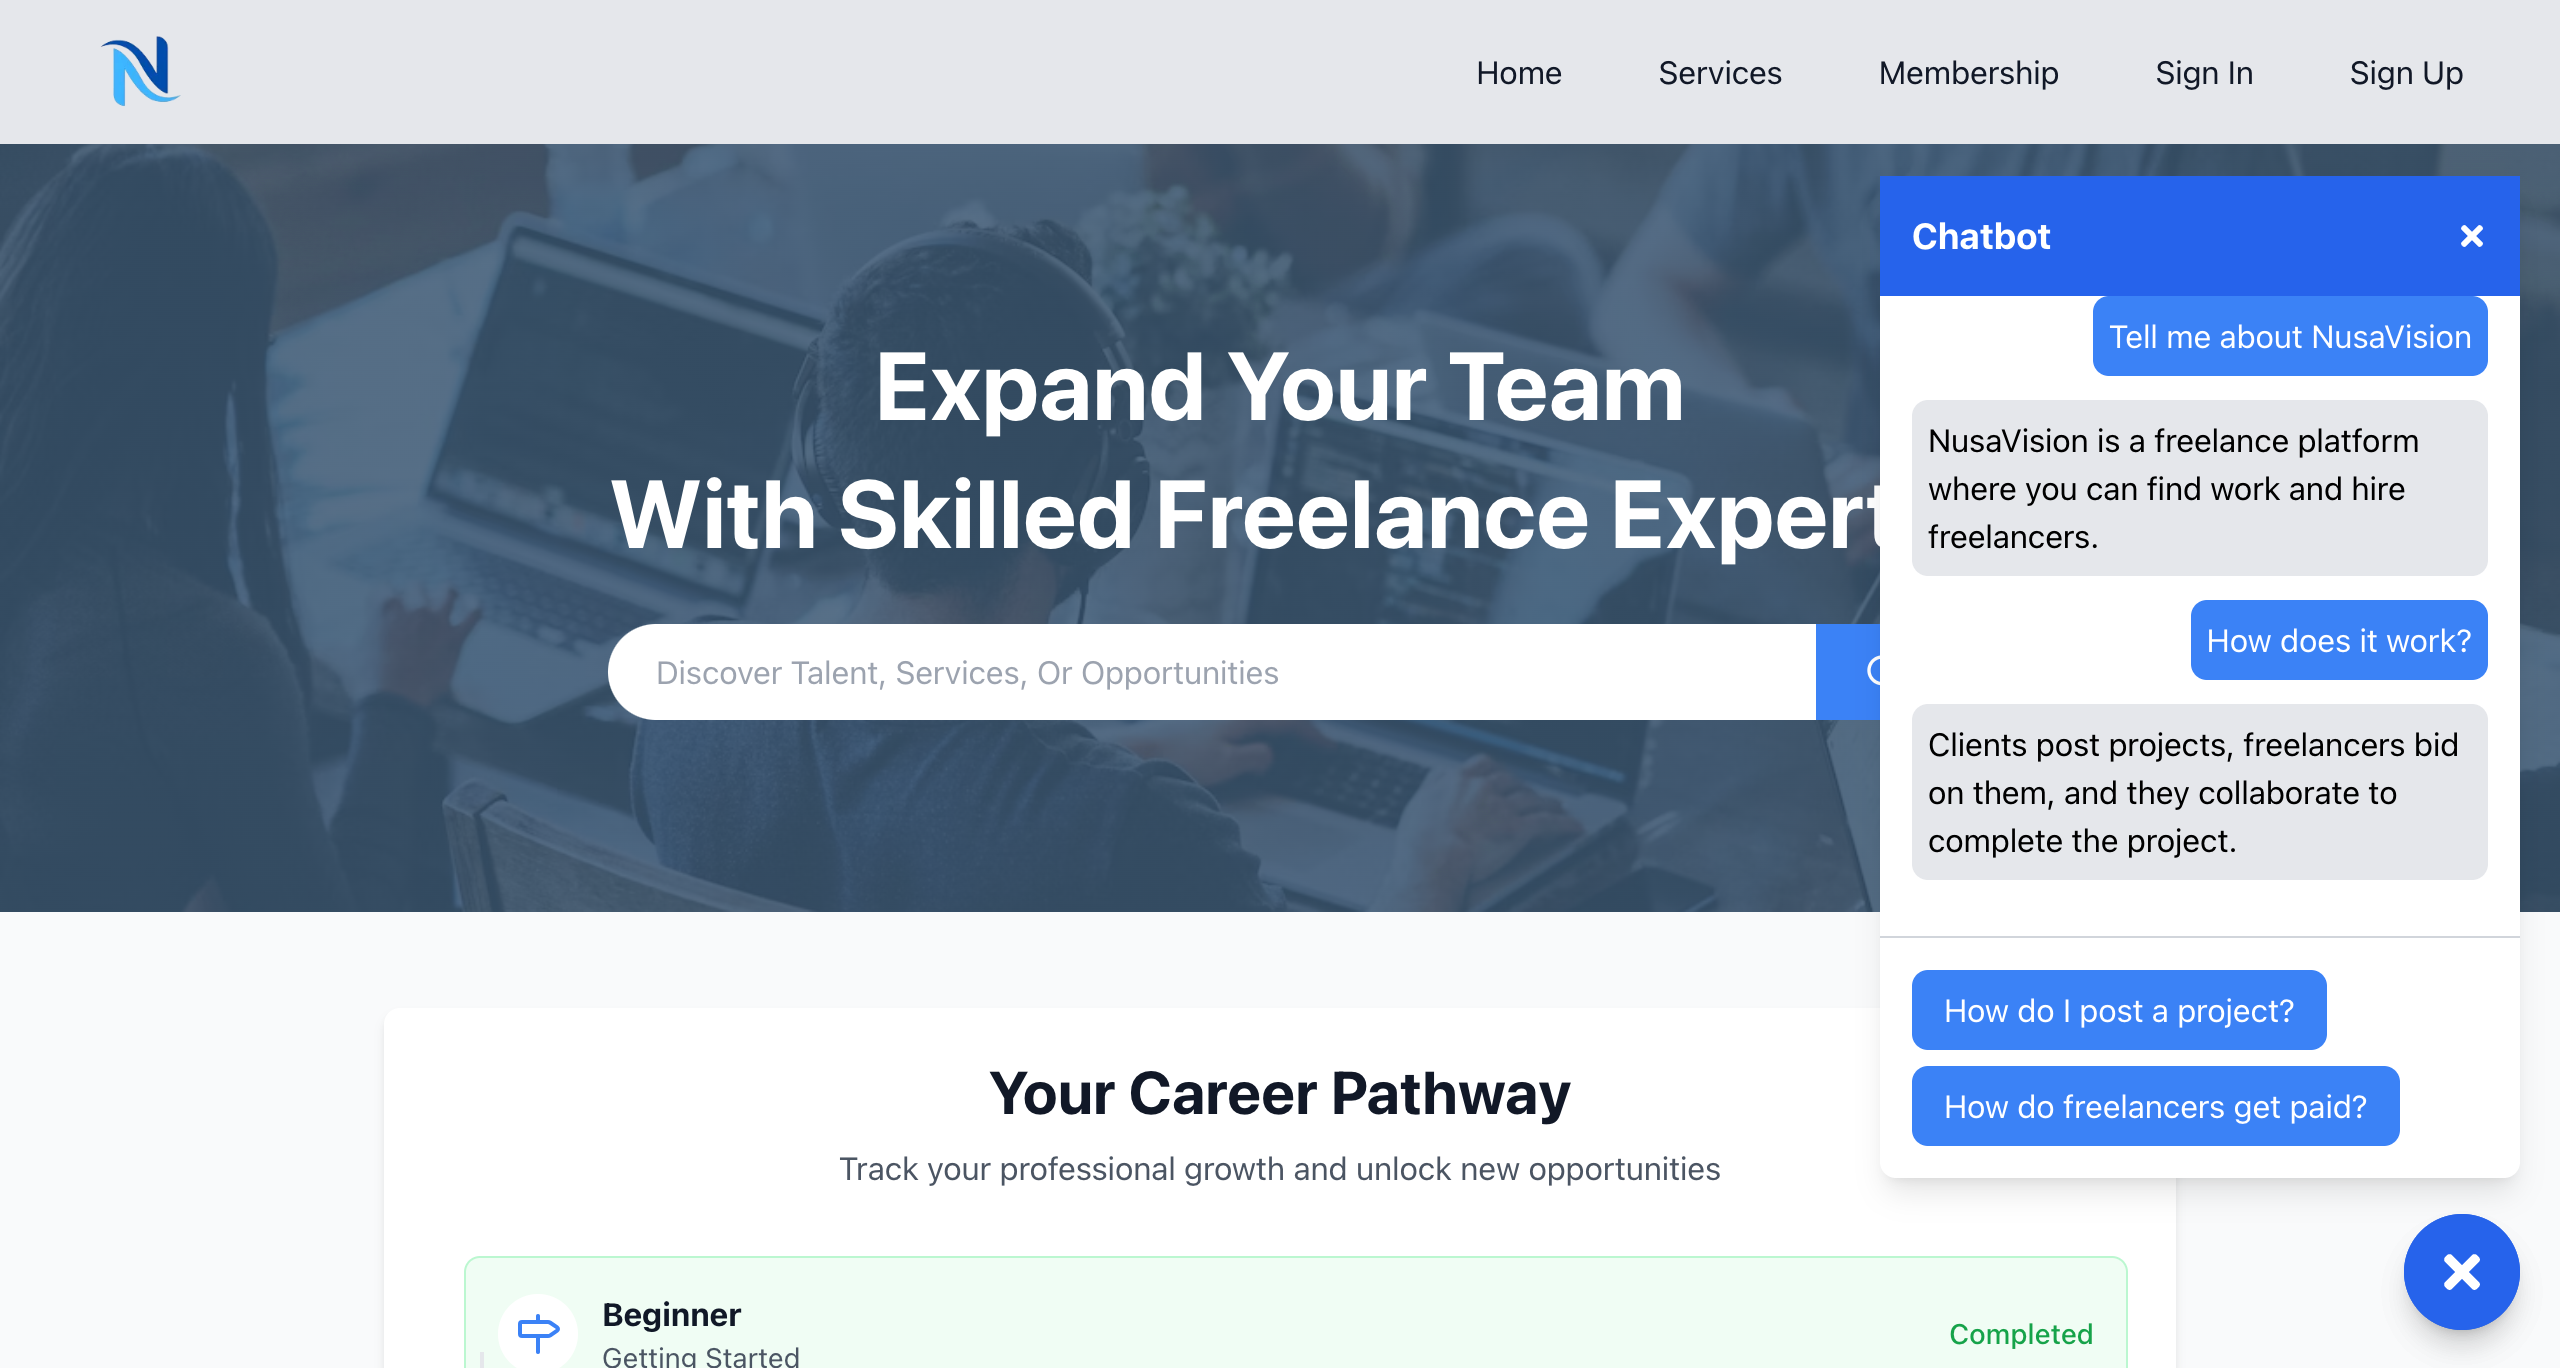 Home
Services
Membership
Sign In
Sign Up
Expand Your Team
With Skilled Freelance Expert
Discover Talent, Services, Or Opportunities
Chatbot
Tell me about NusaVision
NusaVision is a freelance platform
where you can find work and hire
freelancers.
How does it work?
Clients post projects, freelancers bid
on them, and they collaborate to
complete the project.
How do I post a project?
How do freelancers get paid?
Your Career Pathway
Track your professional growth and unlock new opportunities
Beginner
Getting Started
Completed